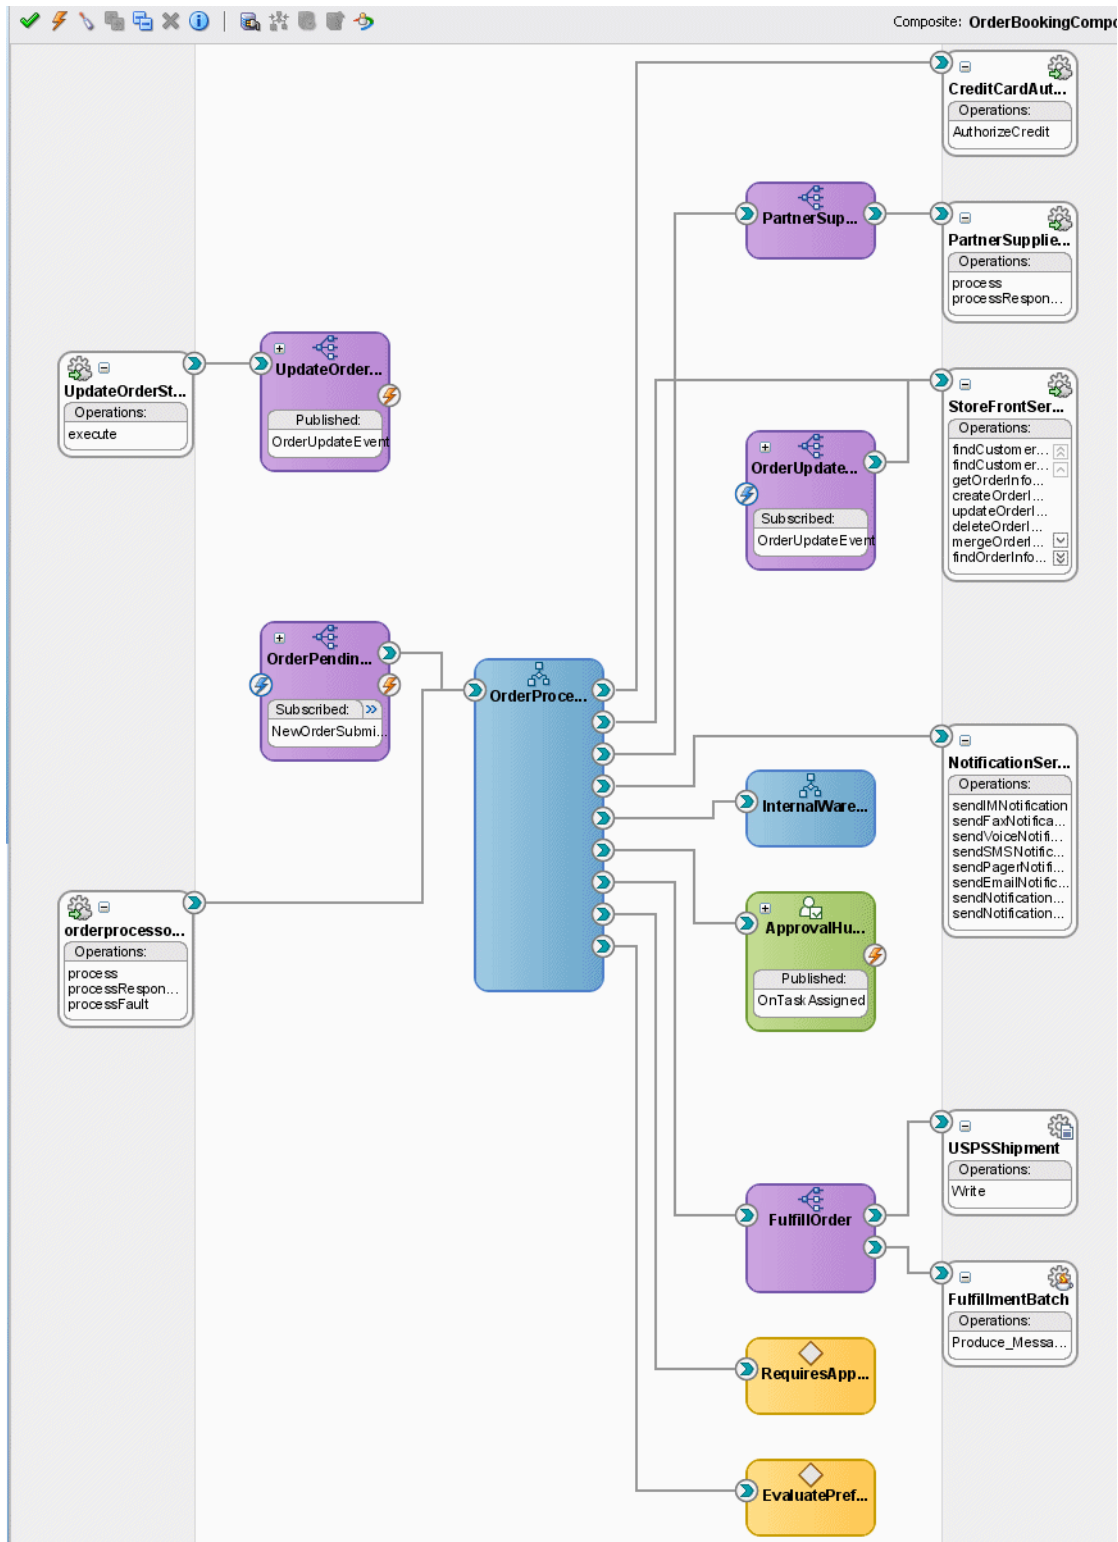 Composite: OrderBookingCompo
CreditCardAut...
Operations:
AuthorizeCredit
PartnerSup...
PartnerSupplie...
Operations:
process
processRespon...
UpdateOrderSt...
Operations:
execute
UpdateOrder...
Published:
OrderUpdateEvent
StoreFrontSer...
Operations:
findCustomer...
findCustomer...
getOrderInfo...
createOrderI...
updateOrderI...
deleteOrderI...
mergeOrderI...
findOrderInfo...
OrderUpdate...
Subscribed:
OrderUpdateEvent
OrderPendin...
Subscribed:
NewOrderSubmi...
OrderProce...
NotificationSer...
Operations:
sendIMNotification
sendFaxNotifica...
sendVoiceNotifi...
sendSMSNotific...
sendPagerNotifi...
sendEmailNotific...
sendNotification...
sendNotification...
InternalWare...
orderprocesso...
Operations:
process
processRespon...
processFault
ApprovalHu...
Published:
OnTaskAssigned
USPSShipment
Operations:
Write
FulfillOrder
FulfillmentBatch
Operations:
Produce_Messa...
RequiresApp...
EvaluatePref...